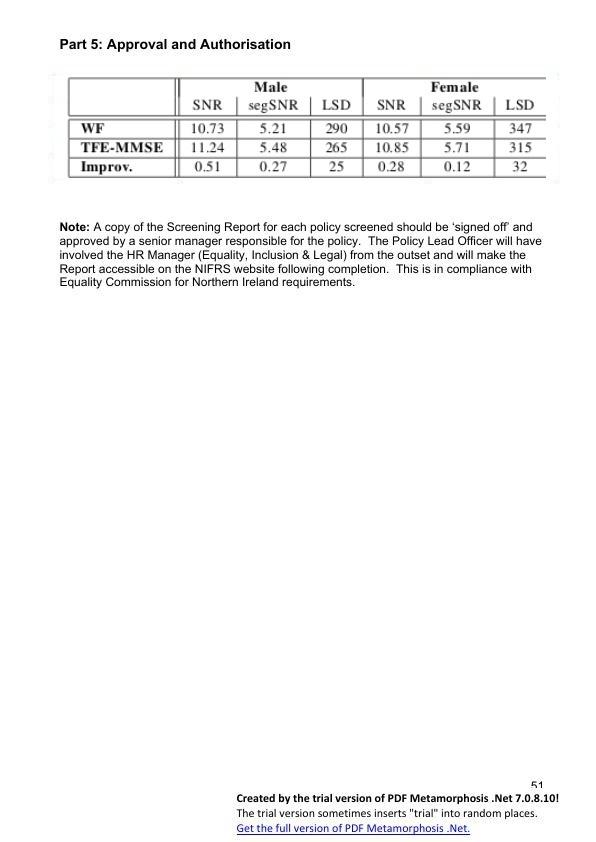 Part 5: Approval and Authorisation
Male Female
SNR segSNR LSD SNR segSNR LSD
WF 10.73 5.21 290 10.57 5.59 347
TFE-MMSE 11.24 5.48 265 10.85 5.71 315
Improv. 0.51 0.27 25 0.28 0.12 32
Note: A copy of the Screening Report for each policy screened should be ‘signed off’ and
approved by a senior manager responsible for the policy.  The Policy Lead Officer will have
involved the HR Manager (Equality, Inclusion & Legal) from the outset and will make the
Report accessible on the NIFRS website following completion.  This is in compliance with
Equality Commission for Northern Ireland requirements.
51
Created by the trial version of PDF Metamorphosis .Net 7.0.8.10!
The trial version sometimes inserts "trial" into random places.
Get the full version of PDF Metamorphosis .Net.